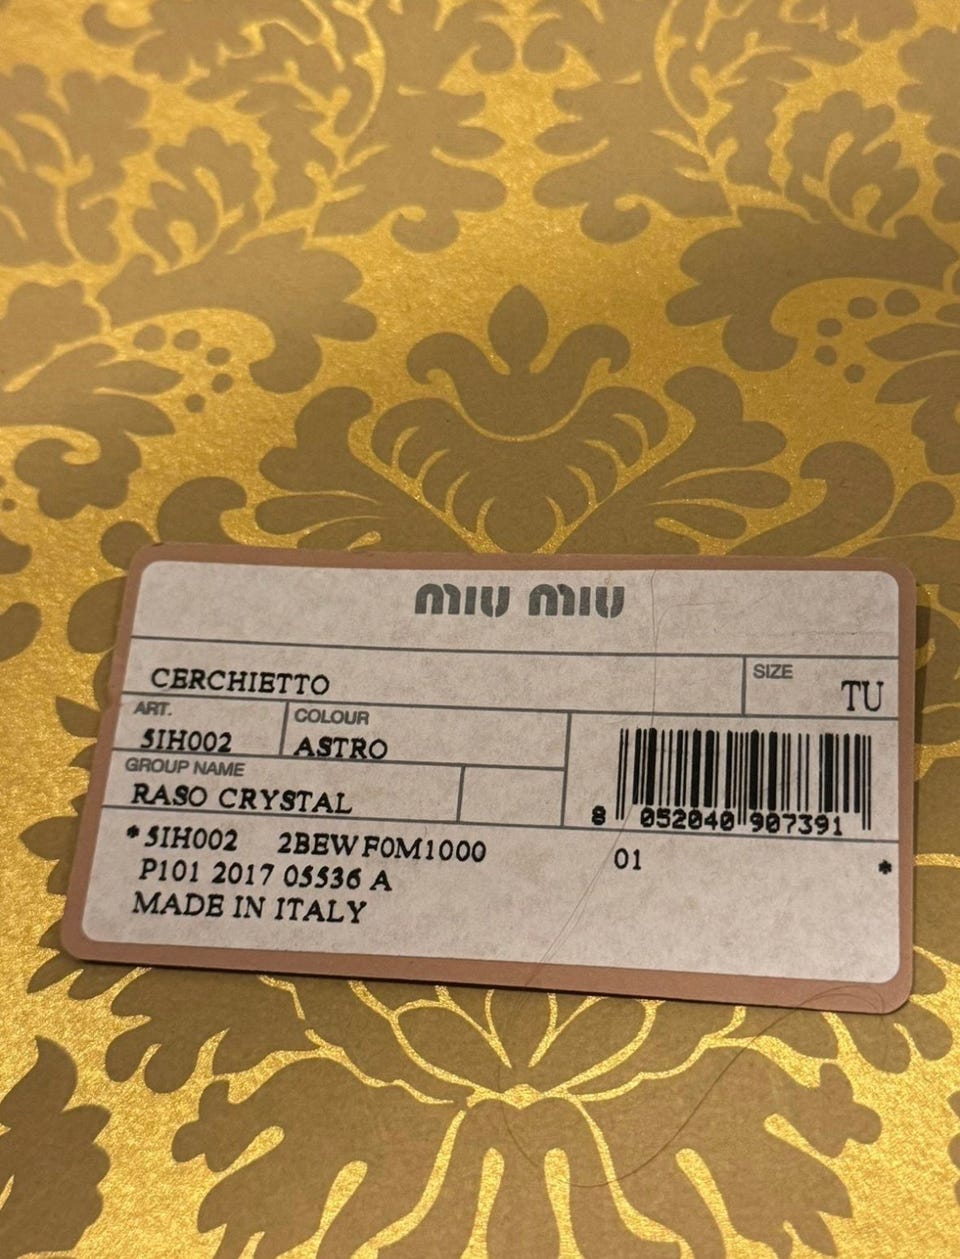 MIU MIU
CERCHIETTO
SIZE
TU
ART.
5IH002
COLOUR
ASTRO
GROUP NAME
RASO CRYSTAL
8 052040 907391
*5IH002 2BEW F0M1000 01 *
P101 2017 05536 A
MADE IN ITALY